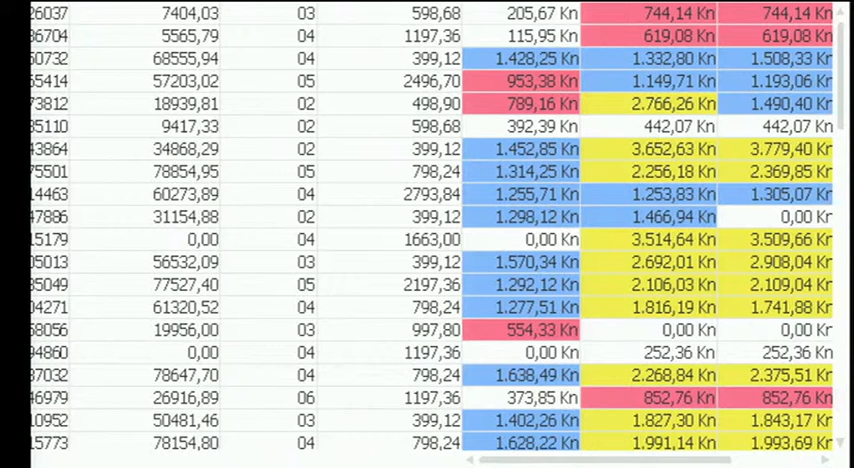 26037 7404,03 03 598,68 205,67 Kn 744,14 Kn 744,14 Kn
36704 5565,79 04 1197,36 115,95 Kn 619,08 Kn 619,08 Kn
50732 68555,94 04 399,12 1.428,25 Kn 1.332,80 Kn 1.508,33 Kn
55414 57203,02 05 2496,70 953,38 Kn 1.149,71 Kn 1.193,06 Kn
73812 18939,81 02 498,90 789,16 Kn 2.766,26 Kn 1.490,40 Kn
35110 9417,33 02 598,68 392,39 Kn 442,07 Kn 442,07 Kn
43864 34868,29 02 399,12 1.452,85 Kn 3.652,63 Kn 3.779,40 Kn
75501 78854,95 05 798,24 1.314,25 Kn 2.256,18 Kn 2.369,85 Kn
14463 60273,89 04 2793,84 1.255,71 Kn 1.253,83 Kn 1.305,07 Kn
47886 31154,88 02 399,12 1.298,12 Kn 1.466,94 Kn 0,00 Kn
15179 0,00 04 1663,00 0,00 Kn 3.514,64 Kn 3.509,66 Kn
05013 56532,09 03 399,12 1.570,34 Kn 2.692,01 Kn 2.908,04 Kn
35049 77527,40 05 2197,36 1.292,12 Kn 2.106,03 Kn 2.109,04 Kn
04271 61320,52 04 798,24 1.277,51 Kn 1.816,19 Kn 1.741,88 Kn
58056 19956,00 03 997,80 554,33 Kn 0,00 Kn 0,00 Kn
94860 0,00 04 1197,36 0,00 Kn 252,36 Kn 252,36 Kn
37032 78647,70 04 798,24 1.638,49 Kn 2.268,84 Kn 2.375,51 Kn
46979 26916,89 06 1197,36 373,85 Kn 852,76 Kn 852,76 Kn
10952 50481,46 03 399,12 1.402,26 Kn 1.827,30 Kn 1.843,17 Kn
15773 78154,80 04 798,24 1.628,22 Kn 1.991,14 Kn 1.993,69 Kn